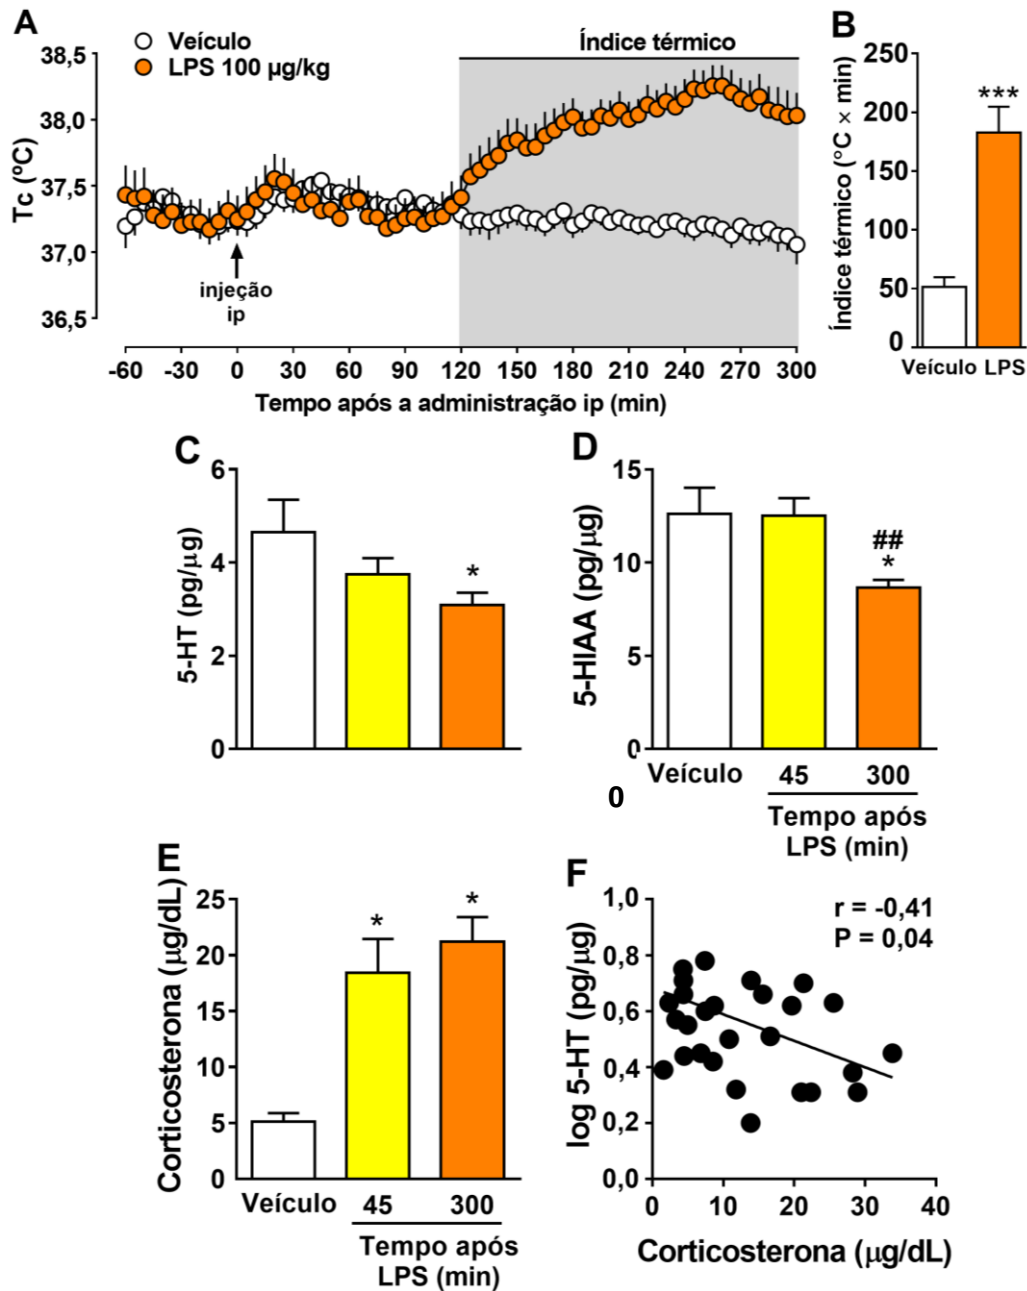 A
Veículo
LPS 100 µg/kg
Índice térmico
38,5
38,0
37,5
37,0
36,5
Tc (ºC)
injeção
ip
-60 -30 0 30 60 90 120 150 180 210 240 270 300
Tempo após a administração ip (min)
B
Índice térmico (°C × min)
250
200
150
100
50
0
***
Veículo LPS
C
5-HT (pg/µg)
6
4
2
0
*
D
5-HIAA (pg/µg)
15
10
5
0
##
*
Veículo 45 300
0
Tempo após
LPS (min)
E
Corticosterona (µg/dL)
25
20
15
10
5
0
*
*
Veículo 45 300
Tempo após
LPS (min)
F
log 5-HT (pg/µg)
1,0
0,8
0,6
0,4
0,2
0,0
r = -0,41
P = 0,04
0 10 20 30 40
Corticosterona (µg/dL)